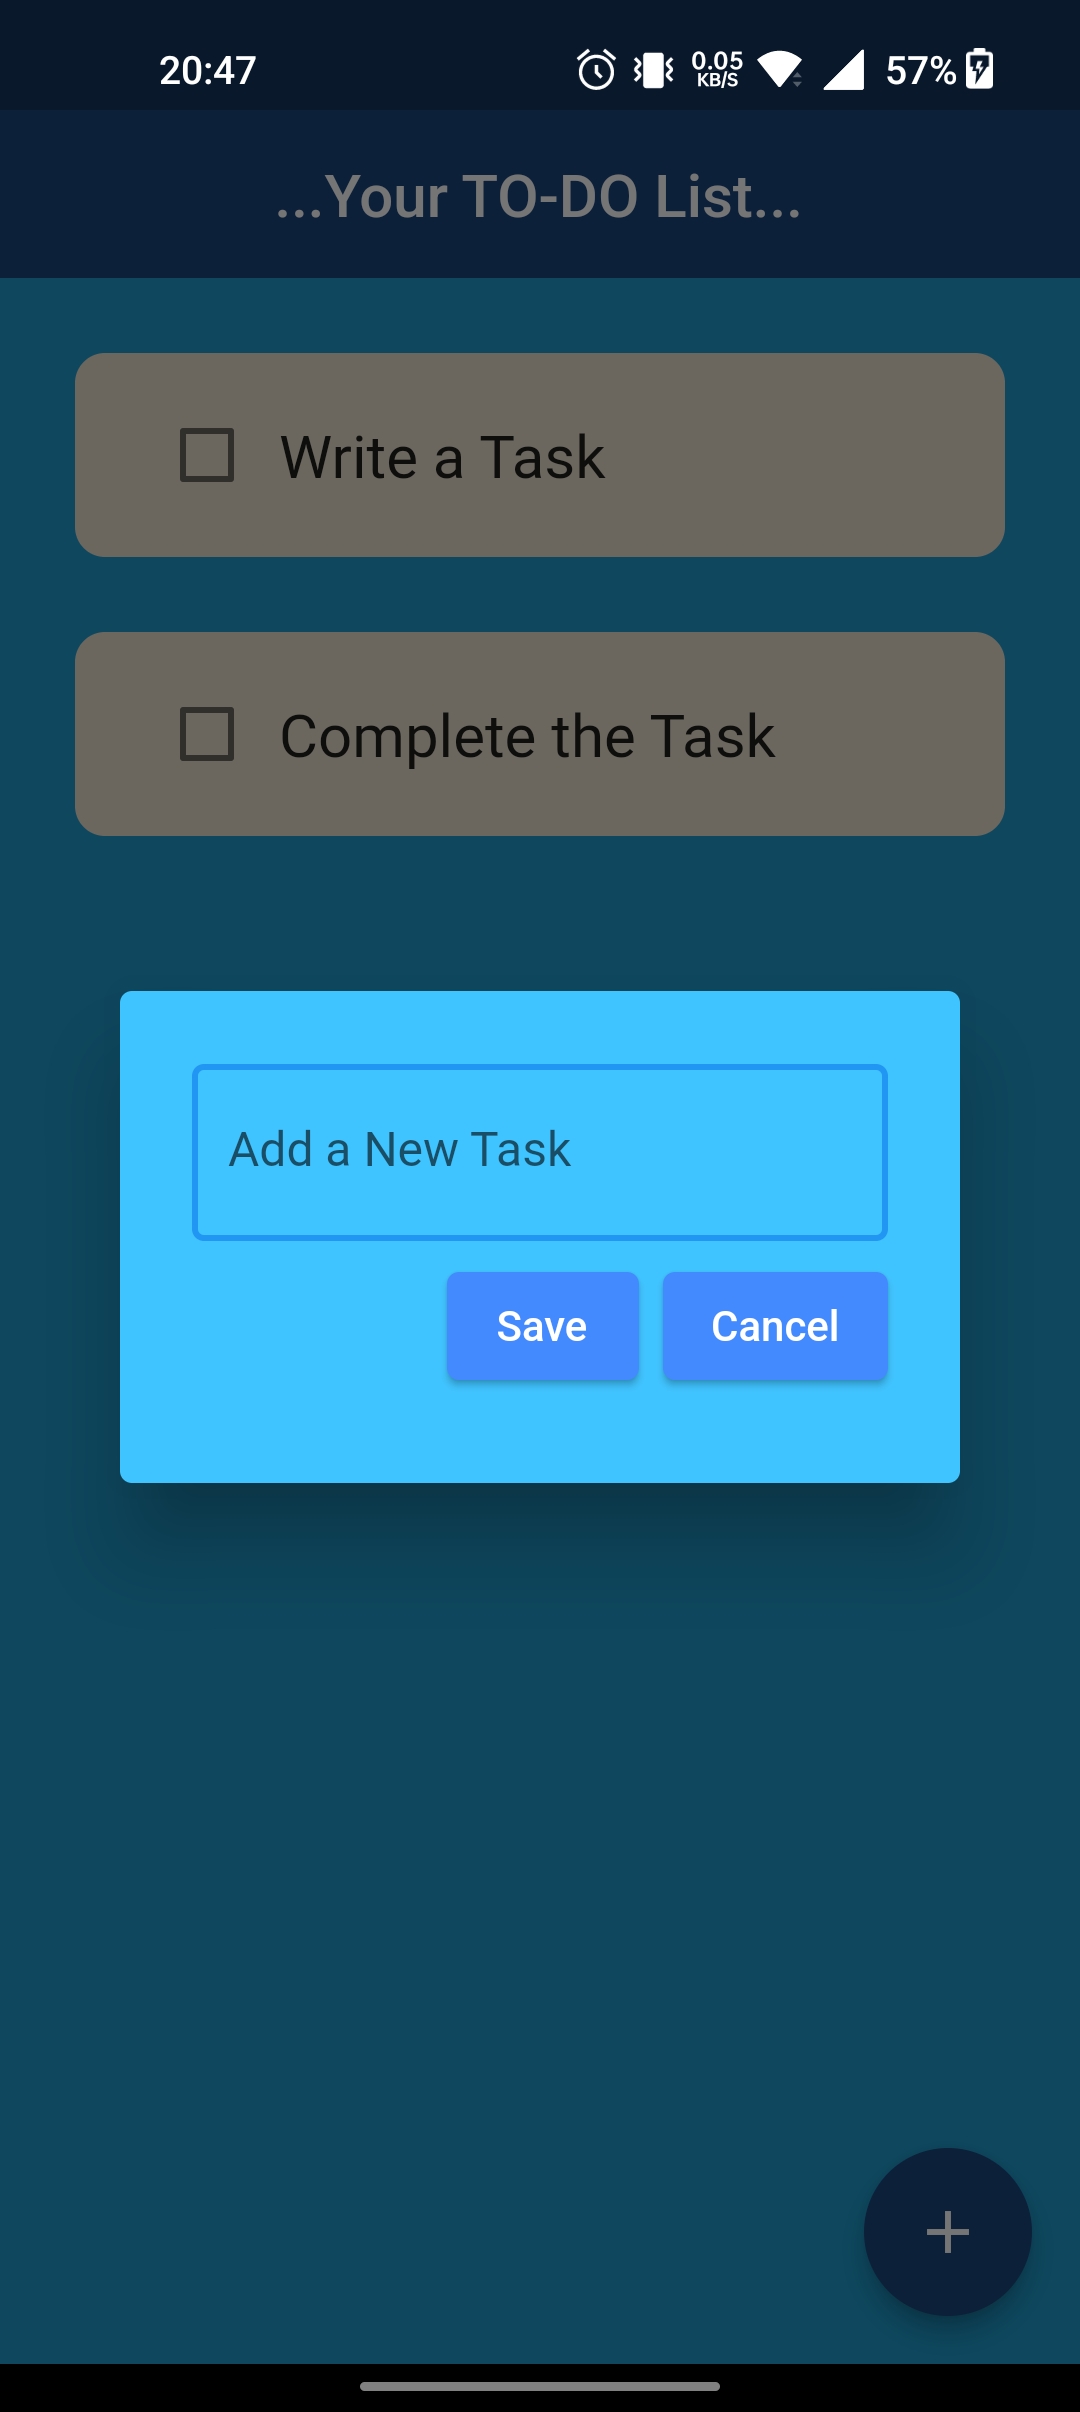 20:47 0.05 KB/S 57%
...Your TO-DO List...
Write a Task
Complete the Task
Add a New Task
Save Cancel